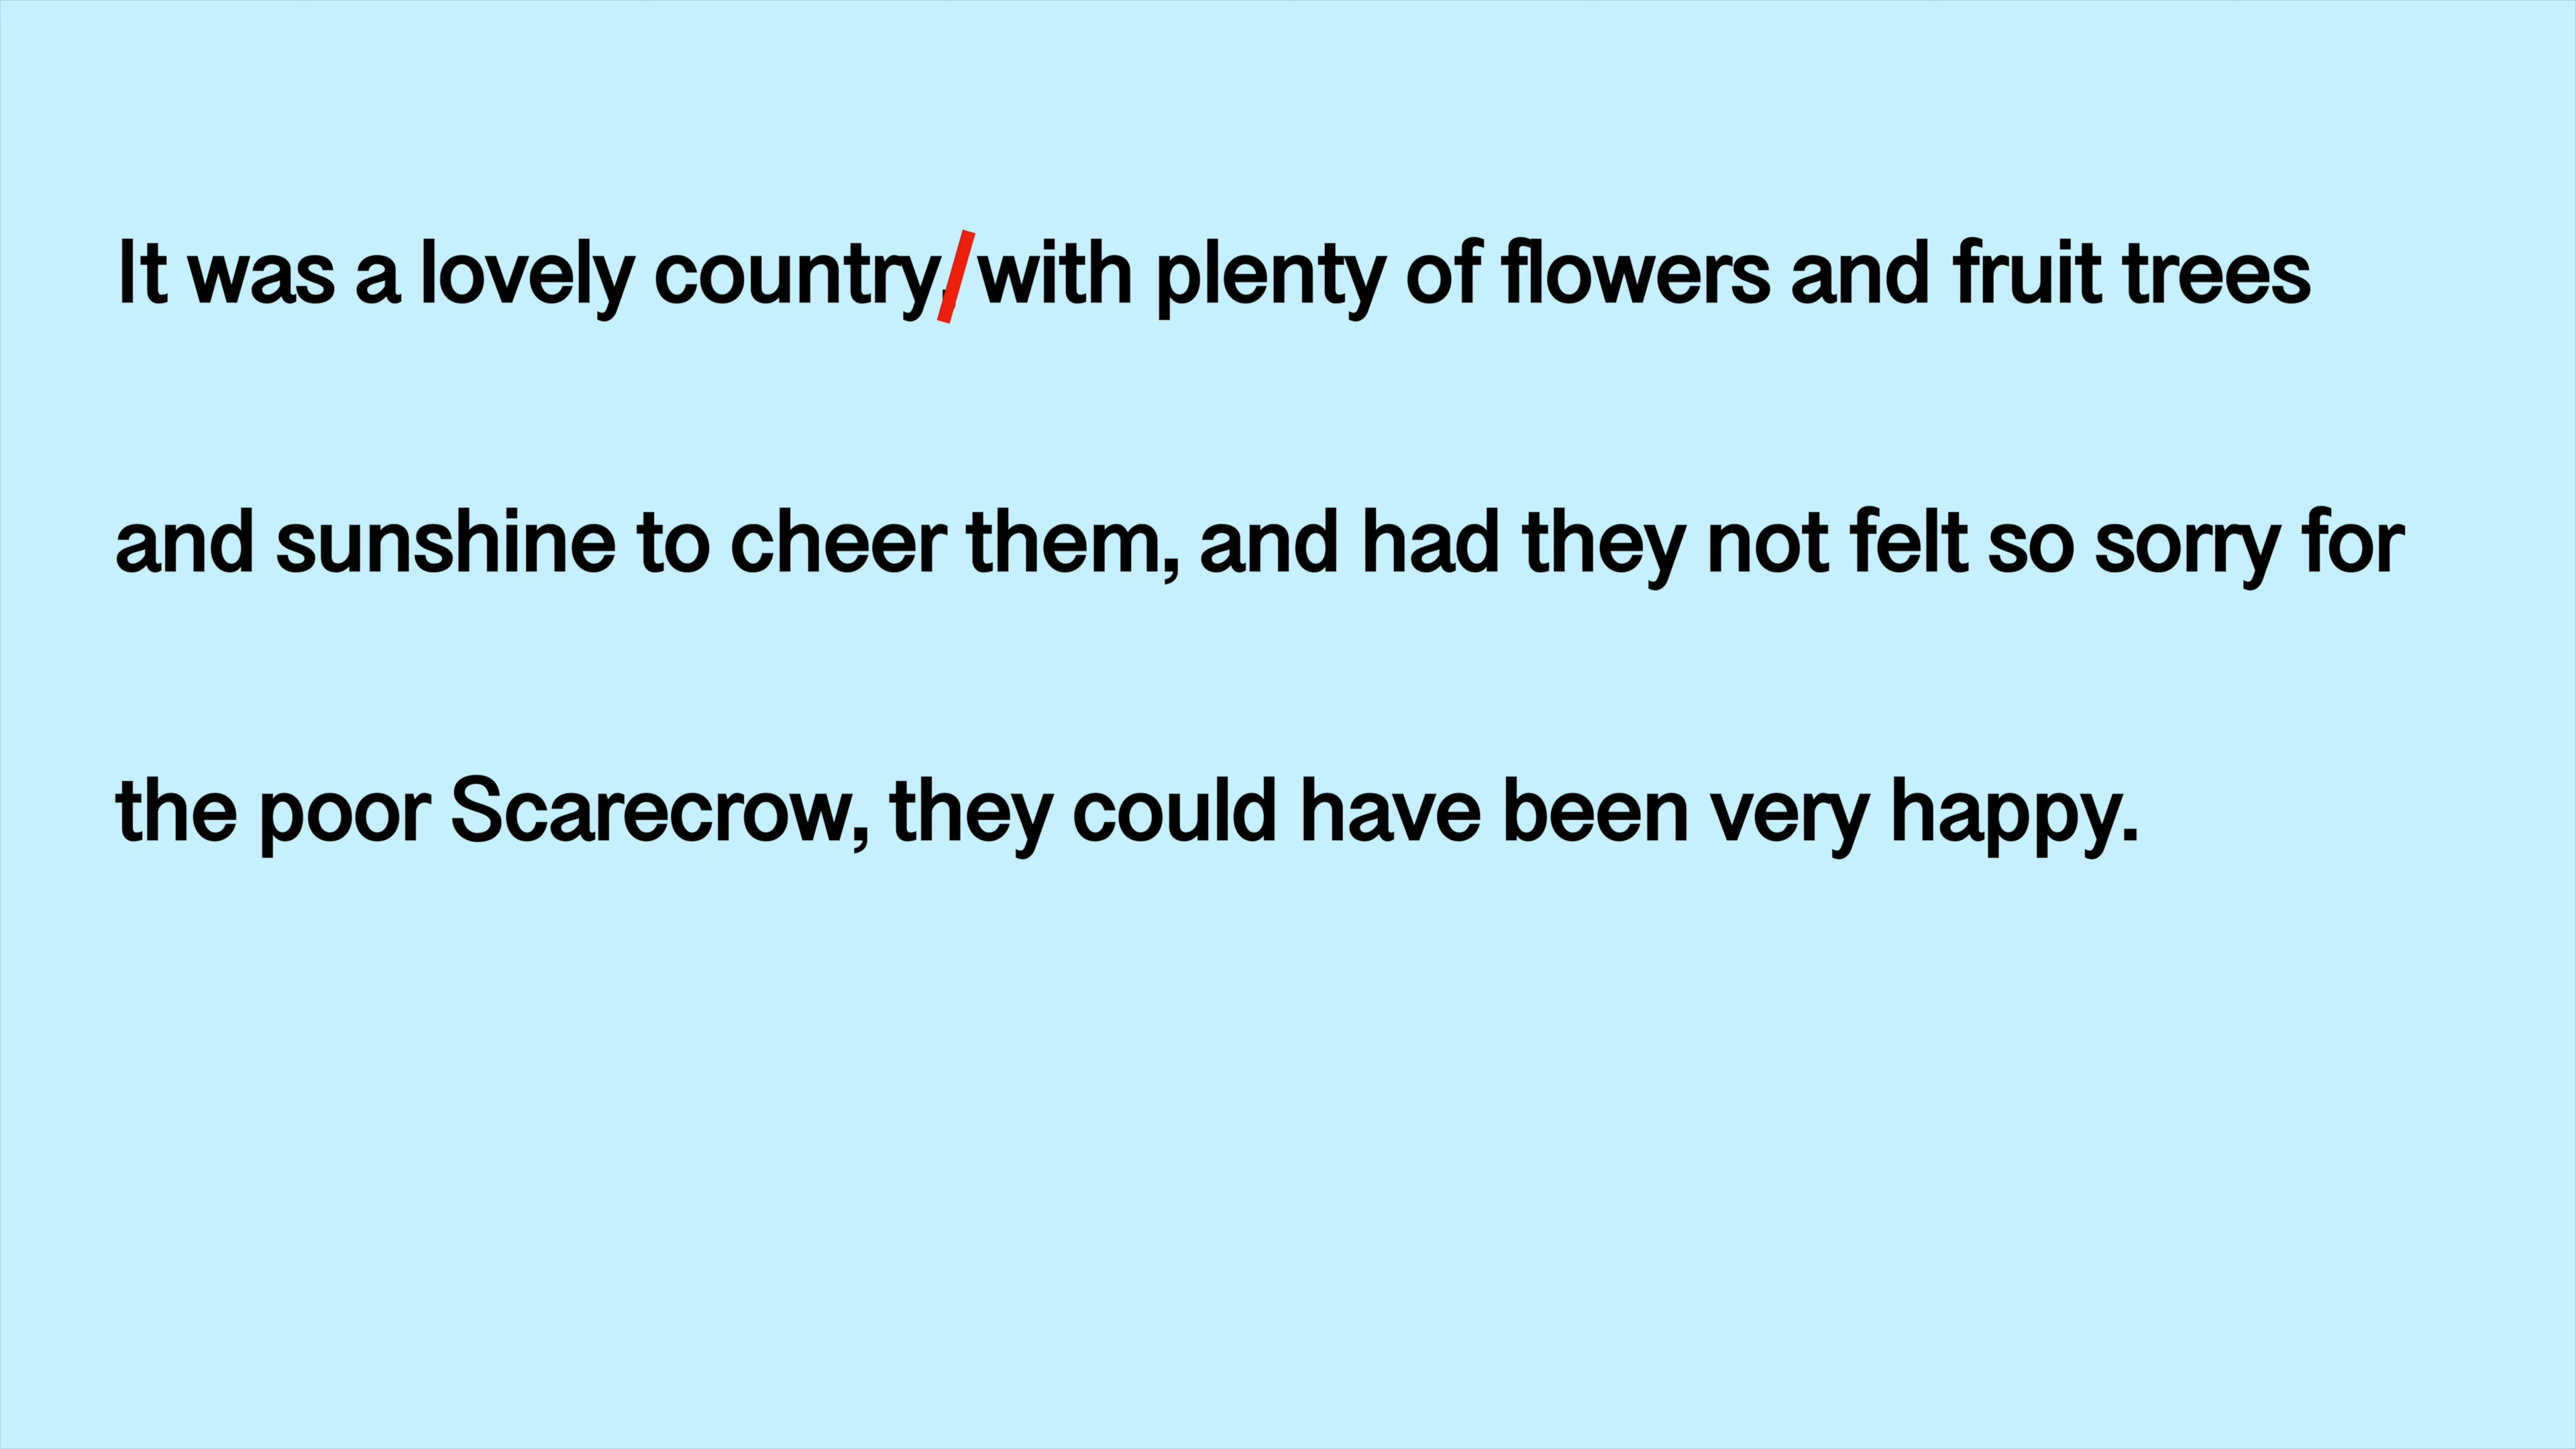 It was a lovely country,/with plenty of flowers and fruit trees
and sunshine to cheer them, and had they not felt so sorry for
the poor Scarecrow, they could have been very happy.